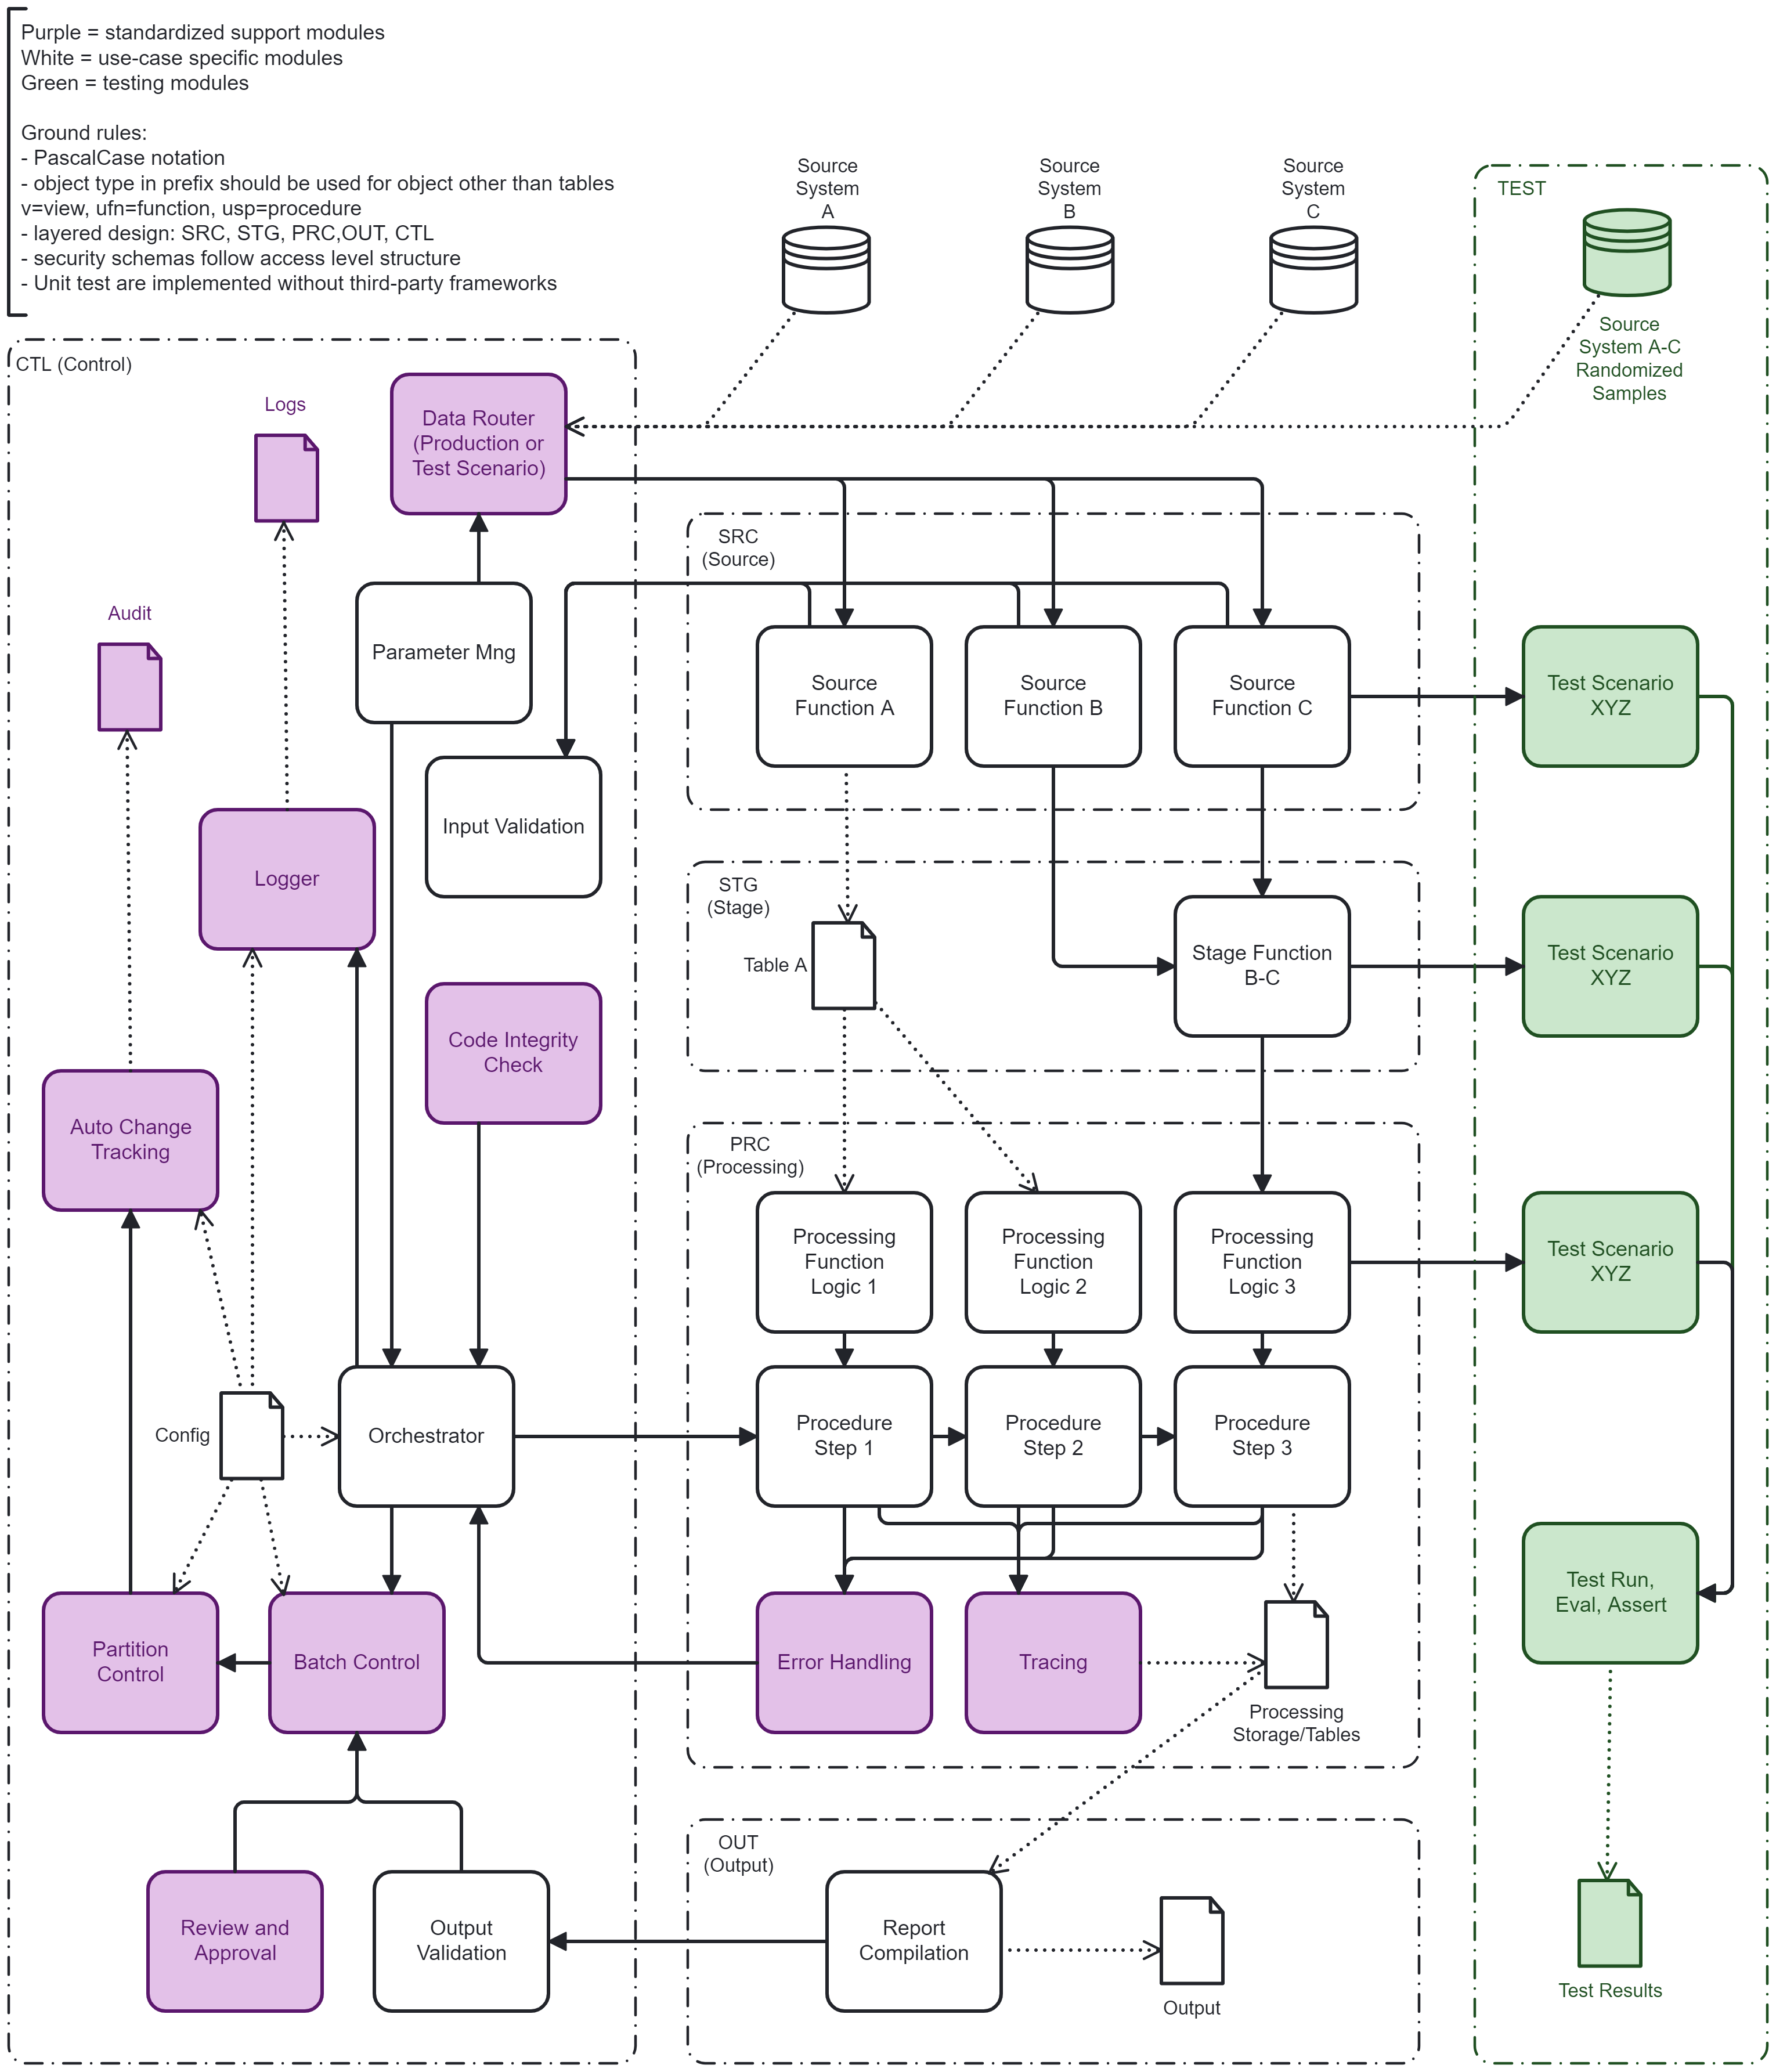 Purple = standardized support modules
White = use-case specific modules
Green = testing modules
Ground rules:
- PascalCase notation
- object type in prefix should be used for object other than tables
v=view, ufn=function, usp=procedure
- layered design: SRC, STG, PRC,OUT, CTL
- security schemas follow access level structure
- Unit test are implemented without third-party frameworks
Source
System
A
Source
System
B
Source
System
C
TEST
Source
System A-C
Randomized
Samples
CTL (Control)
Logs
Data Router
(Production or
Test Scenario)
SRC
(Source)
Audit
Parameter Mng
Source
Function A
Source
Function B
Source
Function C
Test Scenario
XYZ
Input Validation
Logger
STG
(Stage)
Table A
Stage Function
B-C
Test Scenario
XYZ
Code Integrity
Check
Auto Change
Tracking
PRC
(Processing)
Processing
Function
Logic 1
Processing
Function
Logic 2
Processing
Function
Logic 3
Test Scenario
XYZ
Config
Orchestrator
Procedure
Step 1
Procedure
Step 2
Procedure
Step 3
Test Run,
Eval, Assert
Partition
Control
Batch Control
Error Handling
Tracing
Processing
Storage/Tables
OUT
(Output)
Review and
Approval
Output
Validation
Report
Compilation
Output
Test Results